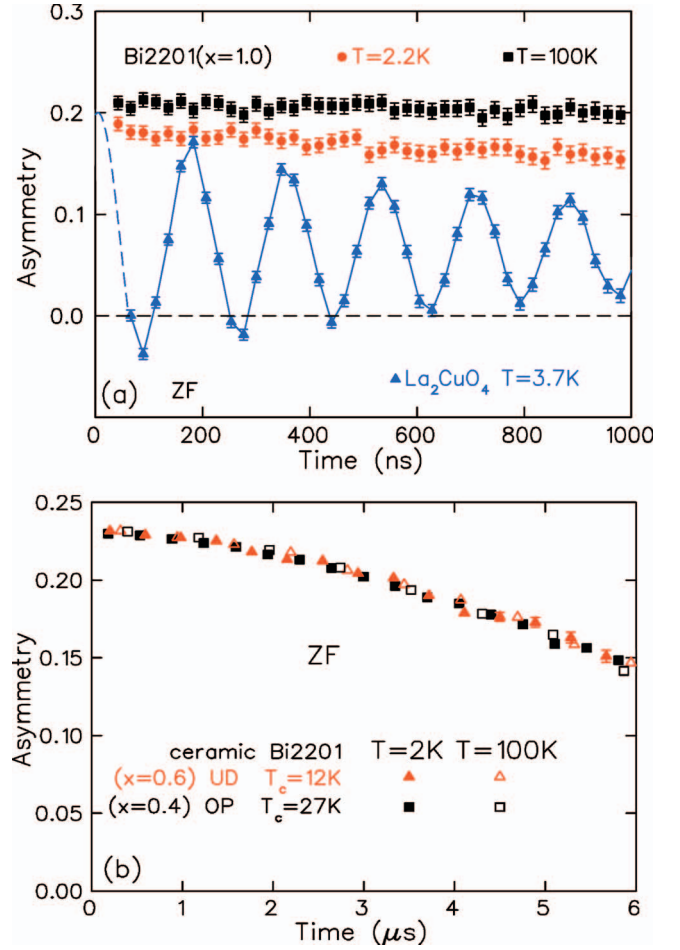 0.3
Bi2201(x=1.0) T=2.2K T=100K
0.2
Asymmetry
0.1
0.0
(a) ZF La₂CuO₄ T=3.7K
0 200 400 600 800 1000
Time (ns)
0.25
0.20
Asymmetry
ZF
0.15
0.10
ceramic Bi2201 T=2K T=100K
(x=0.6) UD T_c=12K
(x=0.4) OP T_c=27K
0.05
(b)
0.00
0 1 2 3 4 5 6
Time (μs)